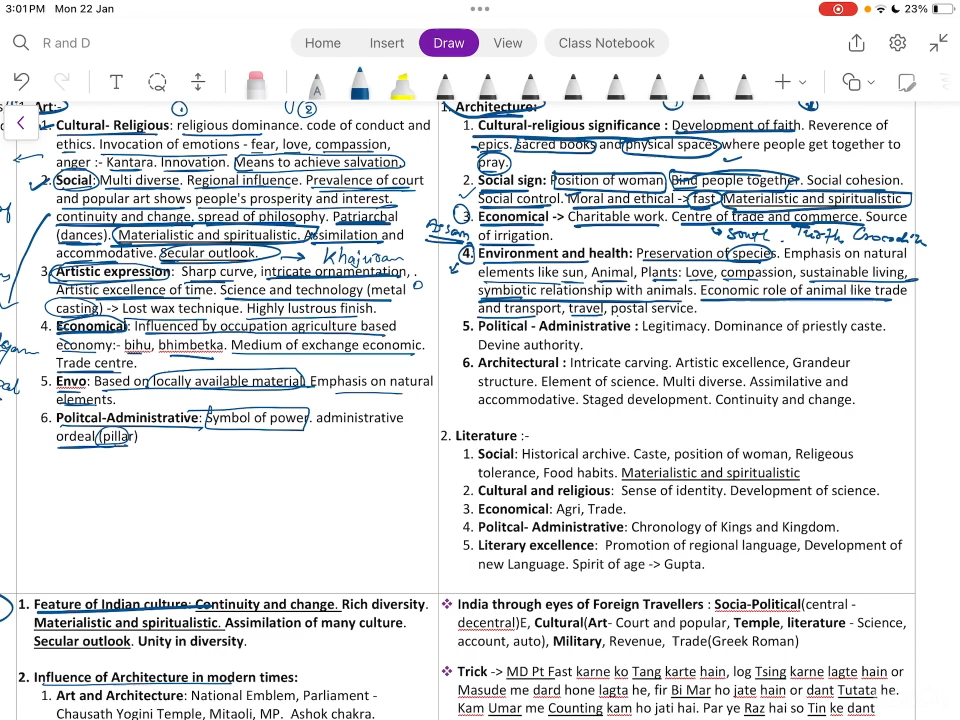 3:01 PM Mon 22 Jan
23%
R and D
Home Insert Draw View Class Notebook
T
A
1. Art:-
1. Cultural- Religious: religious dominance. code of conduct and
ethics. Invocation of emotions - fear, love, compassion,
anger :- Kantara. Innovation. Means to achieve salvation.
2. Social: Multi diverse. Regional influence. Prevalence of court
and popular art shows people's prosperity and interest.
continuity and change. spread of philosophy. Patriarchal
(dances). Materialistic and spiritualistic. Assimilation and
accommodative. Secular outlook.
3. Artistic expression: Sharp curve, intricate ornamentation, .
Artistic excellence of time. Science and technology (metal
casting) -> Lost wax technique. Highly lustrous finish.
4. Economical: Influenced by occupation agriculture based
economy:- bihu, bhimbetka. Medium of exchange economic.
Trade centre.
5. Envo: Based on locally available material. Emphasis on natural
elements.
6. Politcal-Administrative: Symbol of power. administrative
ordeal (pillar)
1. Architecture:
1. Cultural-religious significance : Development of faith. Reverence of
epics. sacred books and physical spaces where people get together to
pray.
2. Social sign: Position of woman. Bind people together. Social cohesion.
Social control. Moral and ethical -> fast. Materialistic and spiritualistic
3. Economical -> Charitable work. Centre of trade and commerce. Source
of irrigation.
Assam
4. Environment and health: Preservation of species. Emphasis on natural
elements like sun, Animal, Plants: Love, compassion, sustainable living,
symbiotic relationship with animals. Economic role of animal like trade
and transport, travel, postal service.
5. Political - Administrative : Legitimacy. Dominance of priestly caste.
Devine authority.
6. Architectural : Intricate carving. Artistic excellence, Grandeur
structure. Element of science. Multi diverse. Assimilative and
accommodative. Staged development. Continuity and change.
2. Literature :-
1. Social: Historical archive. Caste, position of woman, Religeous
tolerance, Food habits. Materialistic and spiritualistic
2. Cultural and religious: Sense of identity. Development of science.
3. Economical: Agri, Trade.
4. Politcal- Administrative: Chronology of Kings and Kingdom.
5. Literary excellence: Promotion of regional language, Development of
new Language. Spirit of age -> Gupta.
1. Feature of Indian culture: Continuity and change. Rich diversity.
Materialistic and spiritualistic. Assimilation of many culture.
Secular outlook. Unity in diversity.
2. Influence of Architecture in modern times:
1. Art and Architecture: National Emblem, Parliament -
Chausath Yogini Temple, Mitaoli, MP. Ashok chakra.
❖ India through eyes of Foreign Travellers : Socia-Political(central -
decentral)E, Cultural(Art- Court and popular, Temple, literature - Science,
account, auto), Military, Revenue, Trade(Greek Roman)
❖ Trick -> MD Pt Fast karne ko Tang karte hain, log Tsing karne lagte hain or
Masude me dard hone lagta he, fir Bi Mar ho jate hain or dant Tutata he.
Kam Umar me Counting kam ho jati hai. Par ye Raz hai so Tin ke dant